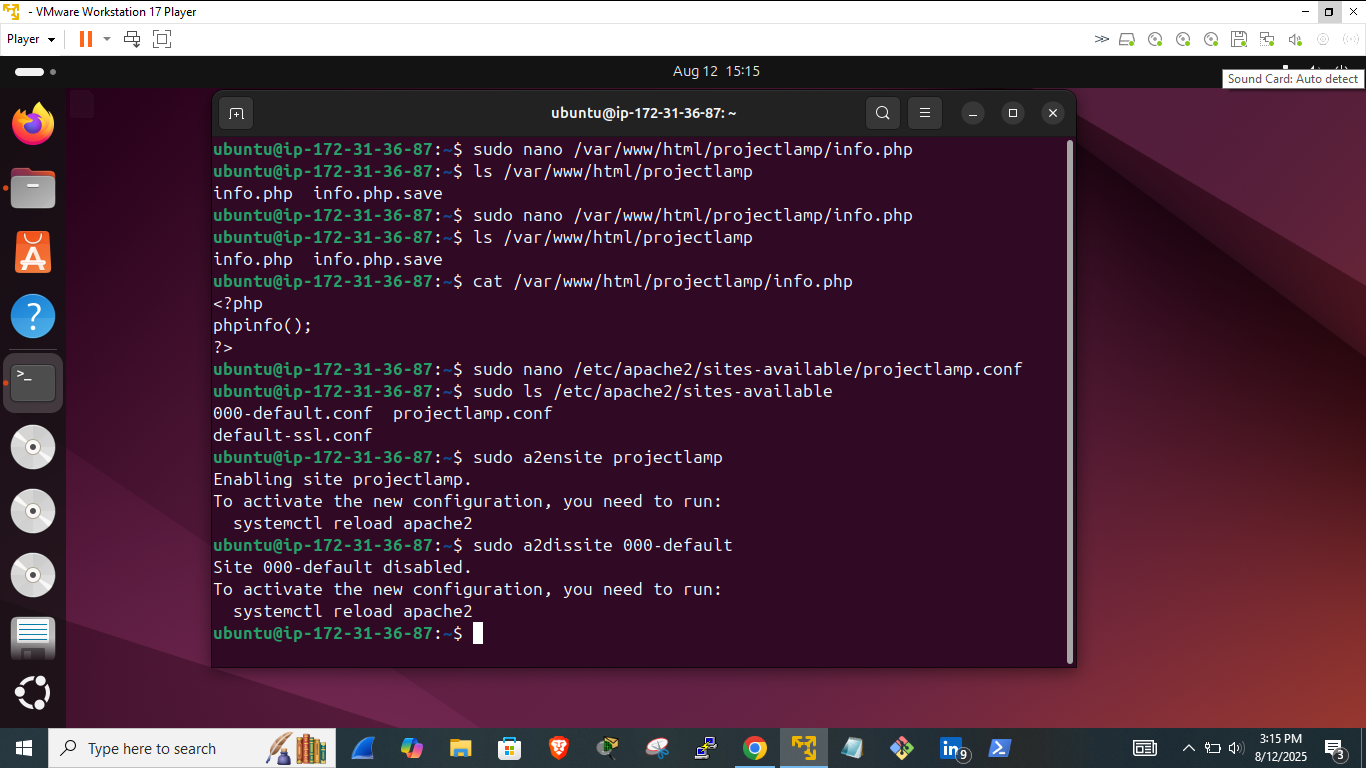 - VMware Workstation 17 Player
Player
Aug 12 15:15
Sound Card: Auto detect
ubuntu@ip-172-31-36-87: ~
ubuntu@ip-172-31-36-87:~$ sudo nano /var/www/html/projectlamp/info.php
ubuntu@ip-172-31-36-87:~$ ls /var/www/html/projectlamp
info.php  info.php.save
ubuntu@ip-172-31-36-87:~$ sudo nano /var/www/html/projectlamp/info.php
ubuntu@ip-172-31-36-87:~$ ls /var/www/html/projectlamp
info.php  info.php.save
ubuntu@ip-172-31-36-87:~$ cat /var/www/html/projectlamp/info.php
<?php
phpinfo();
?>
ubuntu@ip-172-31-36-87:~$ sudo nano /etc/apache2/sites-available/projectlamp.conf
ubuntu@ip-172-31-36-87:~$ sudo ls /etc/apache2/sites-available
000-default.conf  projectlamp.conf
default-ssl.conf
ubuntu@ip-172-31-36-87:~$ sudo a2ensite projectlamp
Enabling site projectlamp.
To activate the new configuration, you need to run:
  systemctl reload apache2
ubuntu@ip-172-31-36-87:~$ sudo a2dissite 000-default
Site 000-default disabled.
To activate the new configuration, you need to run:
  systemctl reload apache2
ubuntu@ip-172-31-36-87:~$
Type here to search
9
3:15 PM
8/12/2025
3